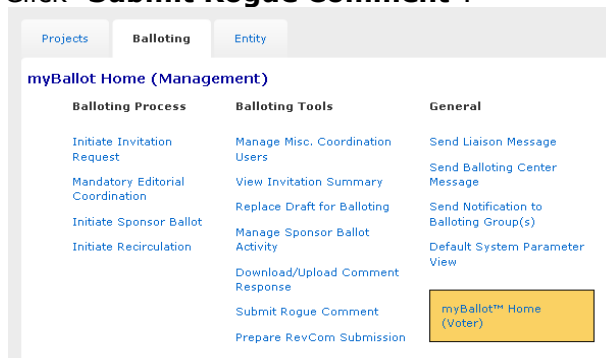 Click "Submit Rogue Comment".
Projects Balloting Entity
myBallot Home (Management)
Balloting Process
Initiate Invitation
Request
Mandatory Editorial
Coordination
Initiate Sponsor Ballot
Initiate Recirculation
Balloting Tools
Manage Misc. Coordination
Users
View Invitation Summary
Replace Draft for Balloting
Manage Sponsor Ballot
Activity
Download/Upload Comment
Response
Submit Rogue Comment
Prepare RevCom Submission
General
Send Liaison Message
Send Balloting Center
Message
Send Notification to
Balloting Group(s)
Default System Parameter
View
myBallot™ Home
(Voter)